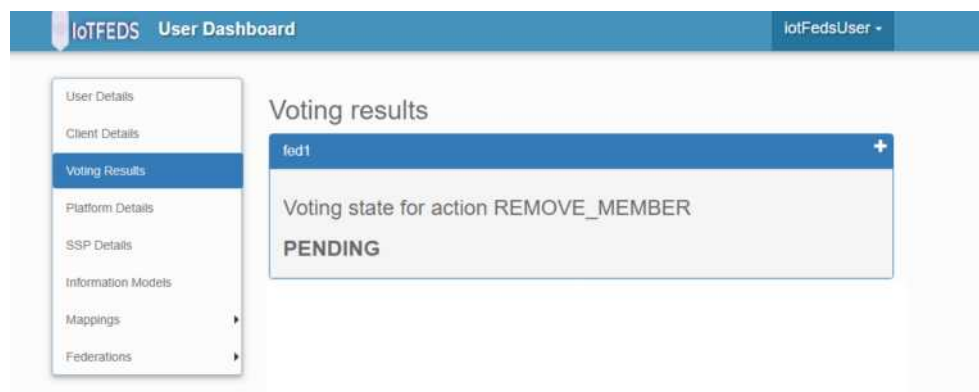 IoTFEDS User Dashboard iotFedsUser
User Details
Client Details
Voting Results
Platform Details
SSP Details
Information Models
Mappings
Federations
Voting results
fed1 +
Voting state for action REMOVE_MEMBER
PENDING